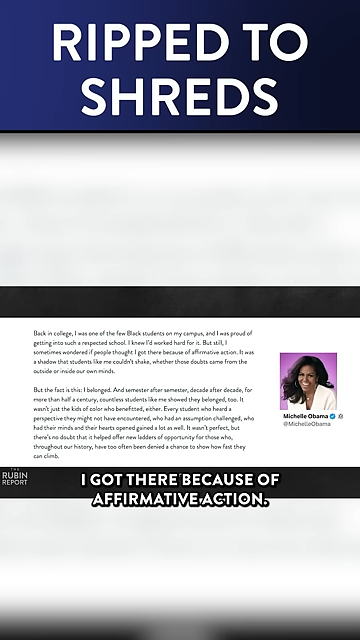 RIPPED TO
SHREDS
Back in college, I was one of the few Black students on my campus, and I was proud of
getting into such a respected school. I knew I'd worked hard for it. But still, I
sometimes wondered if people thought I got there because of affirmative action. It was
a shadow that students like me couldn't shake, whether those doubts came from the
outside or inside our own minds.
But the fact is this: I belonged. And semester after semester, decade after decade, for
more than half a century, countless students like me showed they belonged, too. It
wasn't just the kids of color who benefitted, either. Every student who heard a
perspective they might not have encountered, who had an assumption challenged, who
had their minds and their hearts opened gained a lot as well. It wasn't perfect, but
there's no doubt that it helped offer new ladders of opportunity for those who,
throughout our history, have too often been denied a chance to show how fast they
can climb.
Michelle Obama
@MichelleObama
THE
RUBIN
REPORT
I GOT THERE BECAUSE OF
AFFIRMATIVE ACTION.